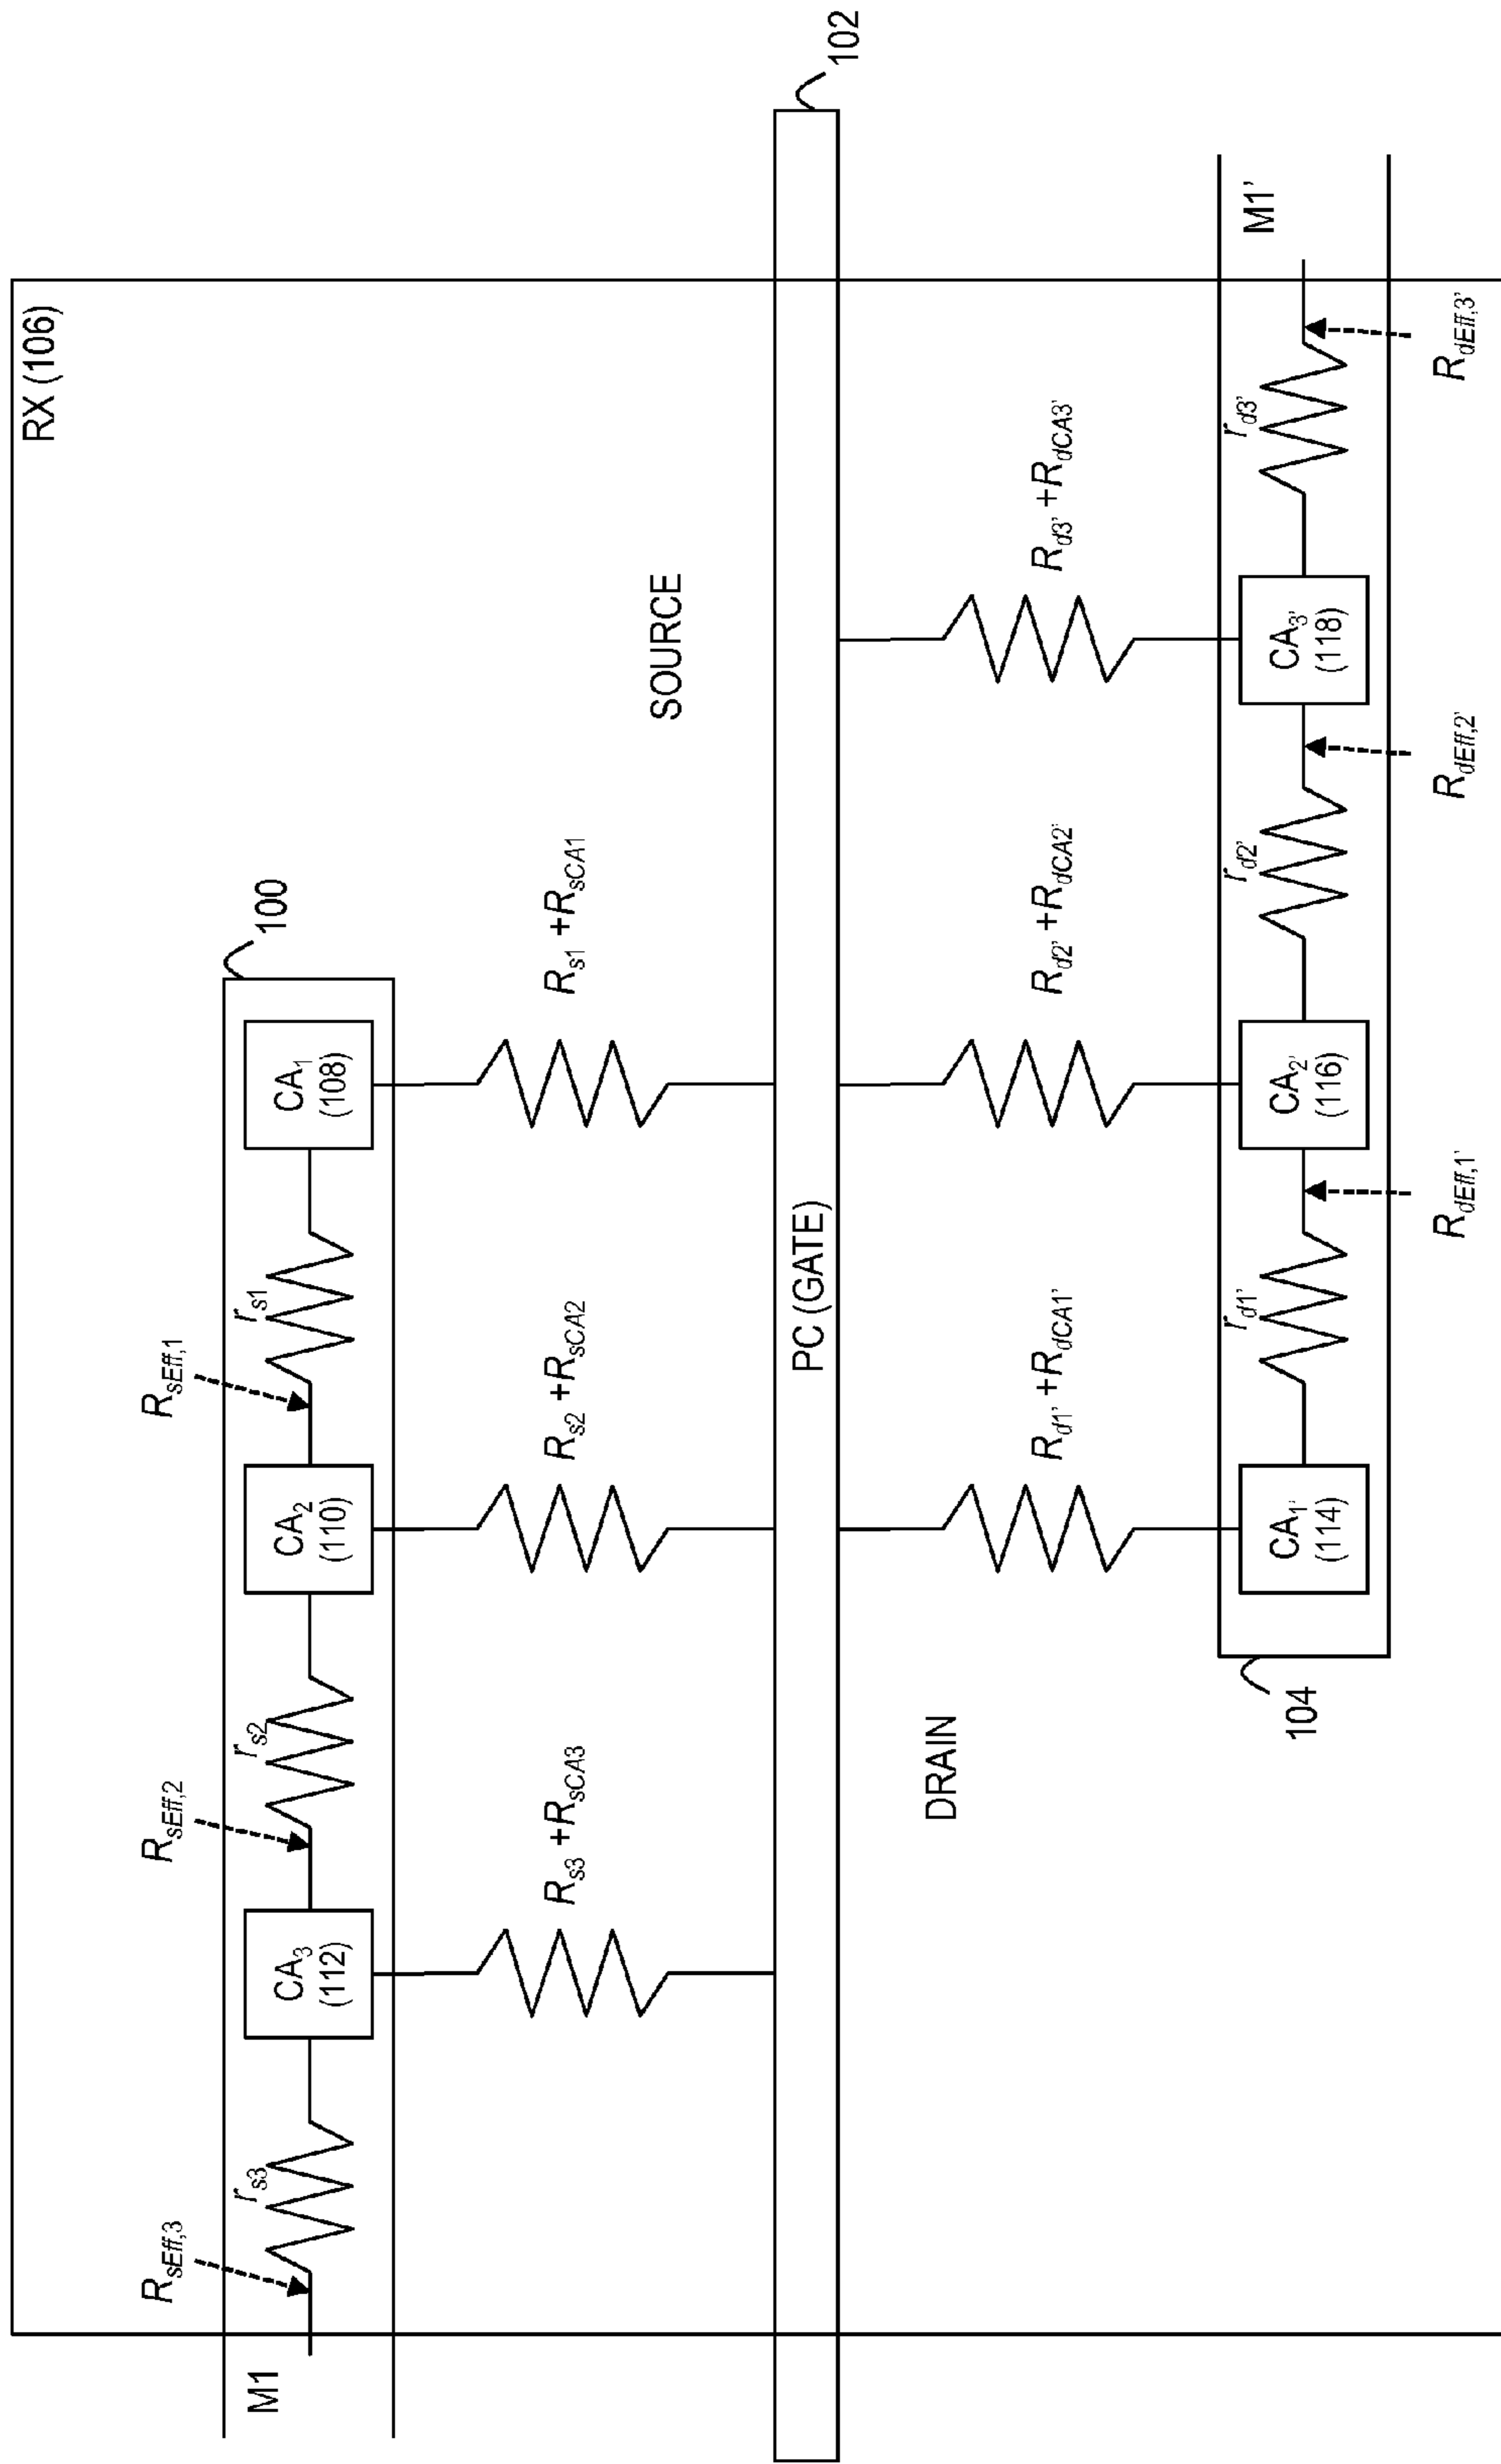 RX (106)
M1
R_sEff,3
R_sEff,2
R_sEff,1
100
r_s3
CA_3
(112)
r_s2
CA_2
(110)
r_s1
CA_1
(108)
R_s3 +R_sCA3
R_s2 +R_sCA2
R_s1 +R_sCA1
SOURCE
PC (GATE)
102
DRAIN
R_d1' +R_dCA1'
R_d2' +R_dCA2'
R_d3' +R_dCA3'
104
CA_1'
(114)
r_d1'
CA_2'
(116)
r_d2'
CA_3'
(118)
r_d3'
M1'
R_dEff,1'
R_dEff,2'
R_dEff,3'